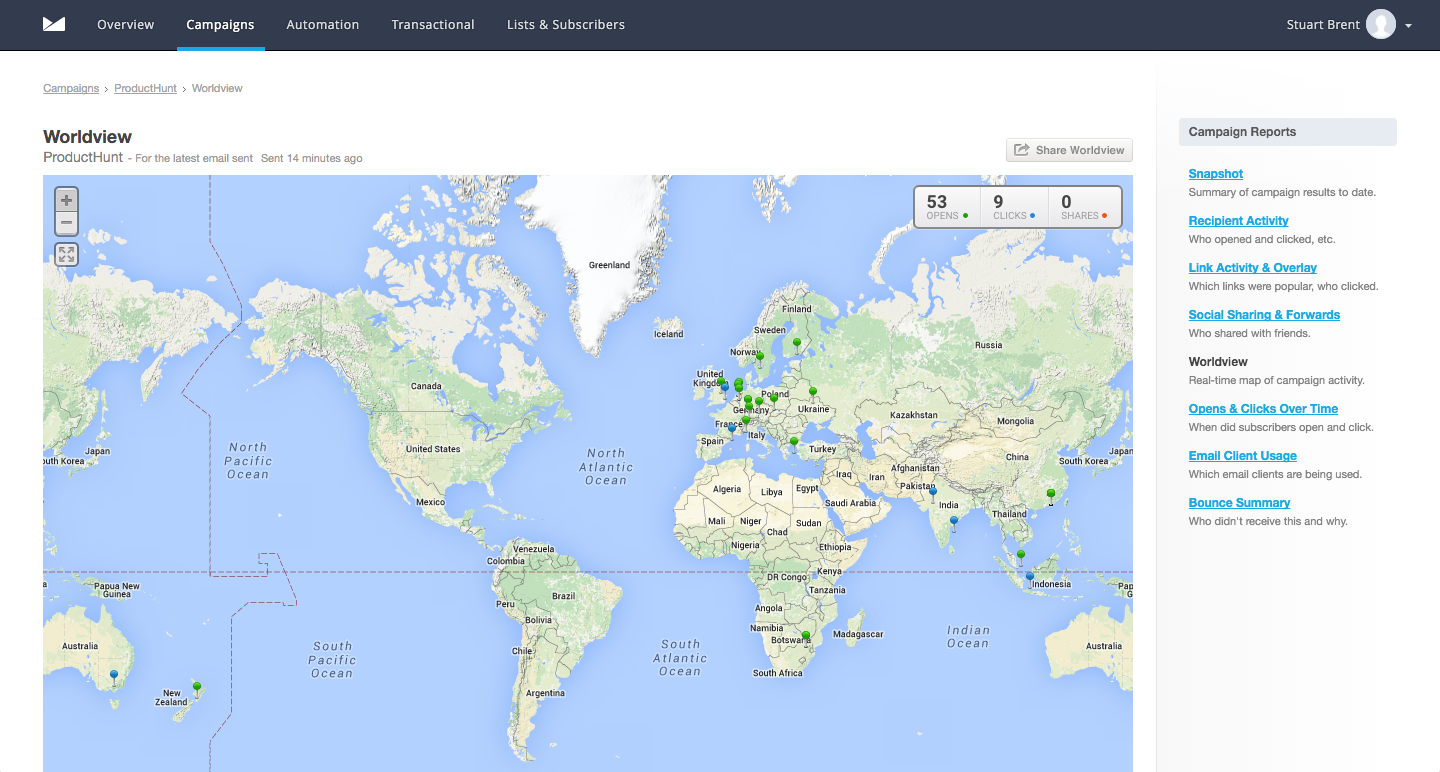 Overview
Campaigns
Automation
Transactional
Lists & Subscribers
Stuart Brent
Campaigns › ProductHunt › Worldview
Worldview
ProductHunt - For the latest email sent Sent 14 minutes ago
Share Worldview
53
OPENS
9
CLICKS
0
SHARES
+
−
Greenland
Iceland
Finland
Sweden
Norway
Russia
United
Kingdom
Poland
Germany
Ukraine
France
Kazakhstan
Mongolia
Spain
Italy
Turkey
China
South Korea
Japan
Canada
United States
Mexico
North
Pacific
Ocean
North
Atlantic
Ocean
Japan
outh Korea
Afghanistan
Iraq
Iran
Pakistan
Algeria
Libya
Egypt
Saudi Arabia
India
Thailand
Mali
Niger
Chad
Sudan
Nigeria
Ethiopia
Venezuela
Colombia
Kenya
DR Congo
Indonesia
Papua New
Guinea
Pap
G
Tanzania
Brazil
Peru
Angola
Bolivia
Namibia
Botswana
Madagascar
Indian
Ocean
South
Pacific
Ocean
South
Atlantic
Ocean
Chile
South Africa
Australia
Australia
New
Zealand
Argentina
Campaign Reports
Snapshot
Summary of campaign results to date.
Recipient Activity
Who opened and clicked, etc.
Link Activity & Overlay
Which links were popular, who clicked.
Social Sharing & Forwards
Who shared with friends.
Worldview
Real-time map of campaign activity.
Opens & Clicks Over Time
When did subscribers open and click.
Email Client Usage
Which email clients are being used.
Bounce Summary
Who didn't receive this and why.